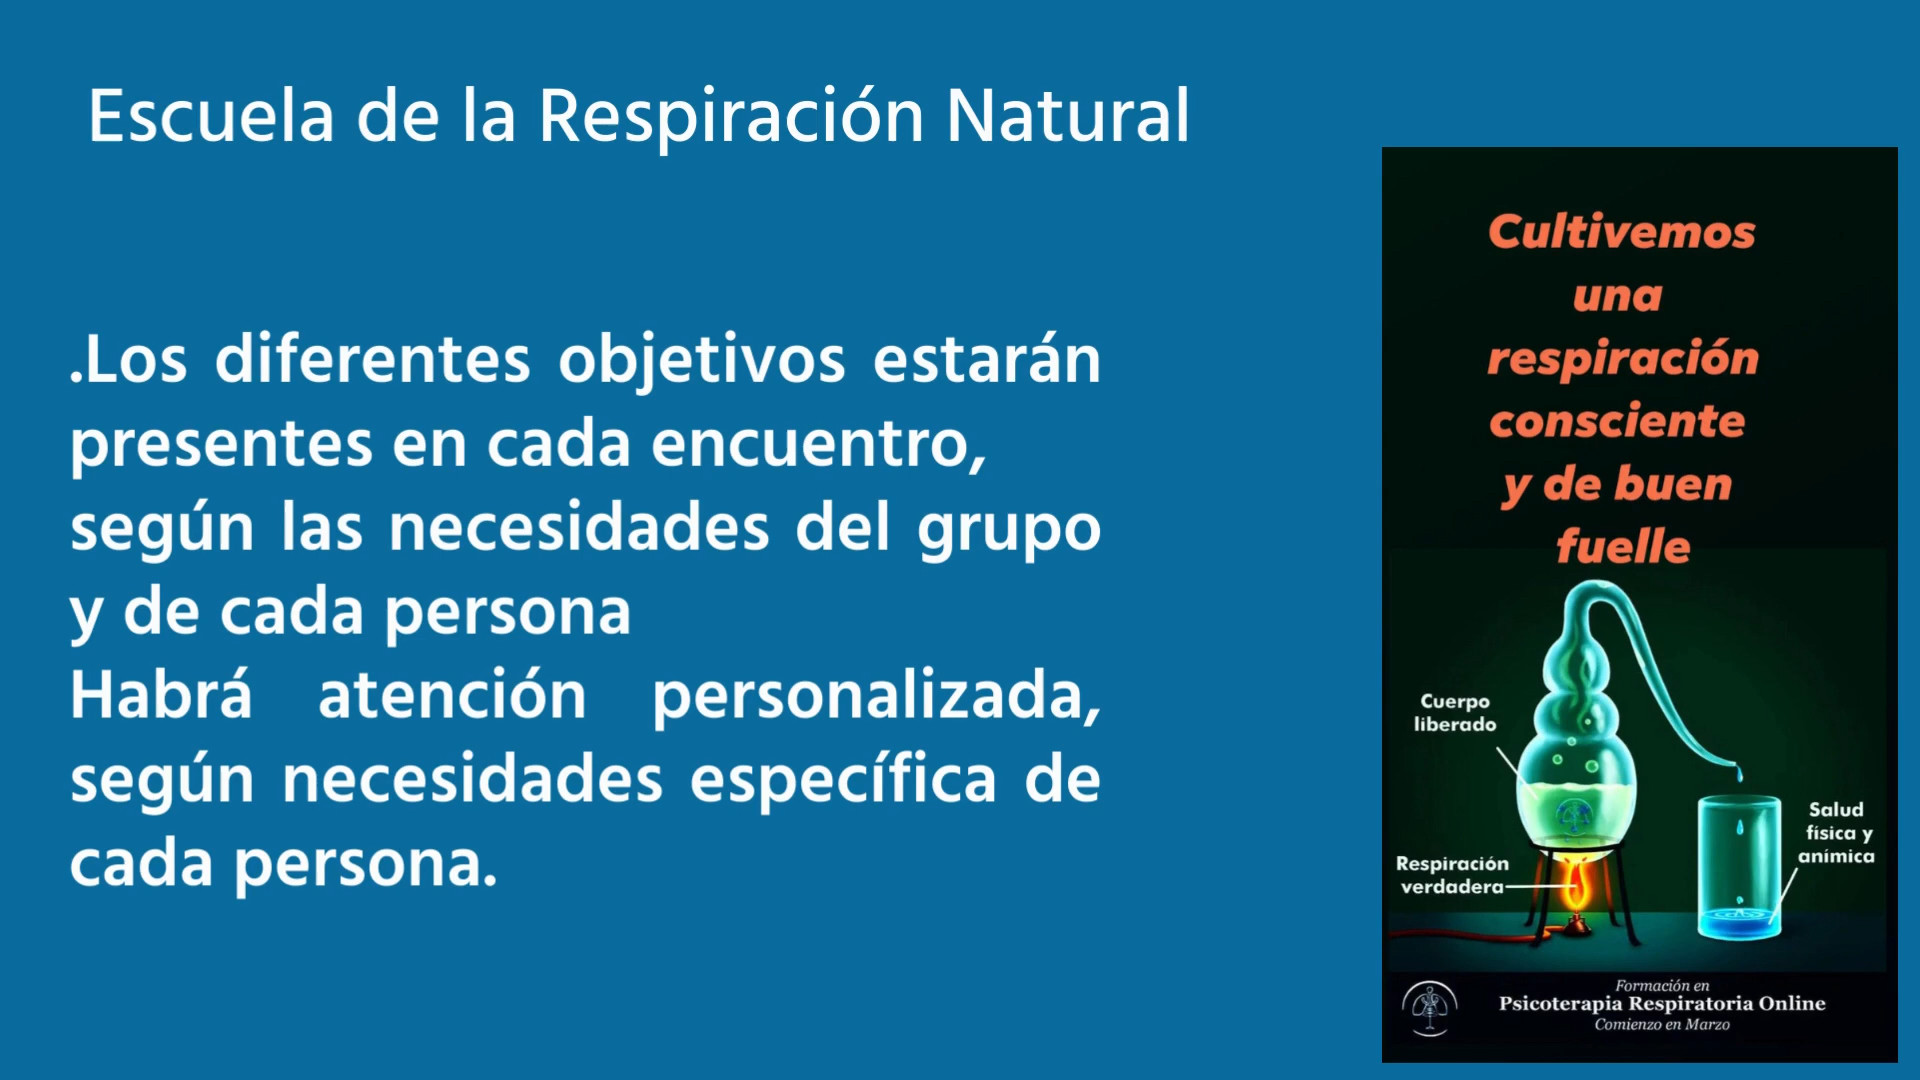 Escuela de la Respiración Natural
.Los diferentes objetivos estarán
presentes en cada encuentro,
según las necesidades del grupo
y de cada persona
Habrá atención personalizada,
según necesidades específica de
cada persona.
Cultivemos
una
respiración
consciente
y de buen
fuelle
Cuerpo
liberado
Respiración
verdadera
Salud
física y
anímica
Formación en
Psicoterapia Respiratoria Online
Comienzo en Marzo